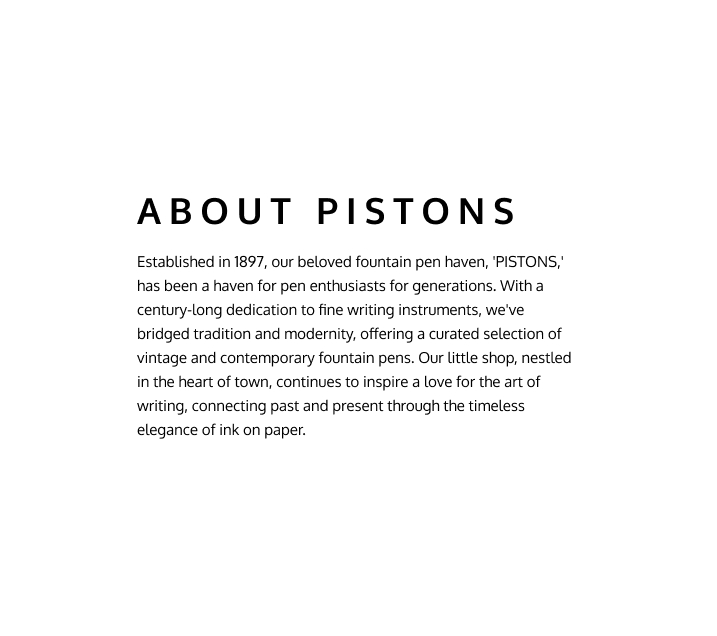 ABOUT PISTONS
Established in 1897, our beloved fountain pen haven, 'PISTONS,'
has been a haven for pen enthusiasts for generations. With a
century-long dedication to fine writing instruments, we've
bridged tradition and modernity, offering a curated selection of
vintage and contemporary fountain pens. Our little shop, nestled
in the heart of town, continues to inspire a love for the art of
writing, connecting past and present through the timeless
elegance of ink on paper.